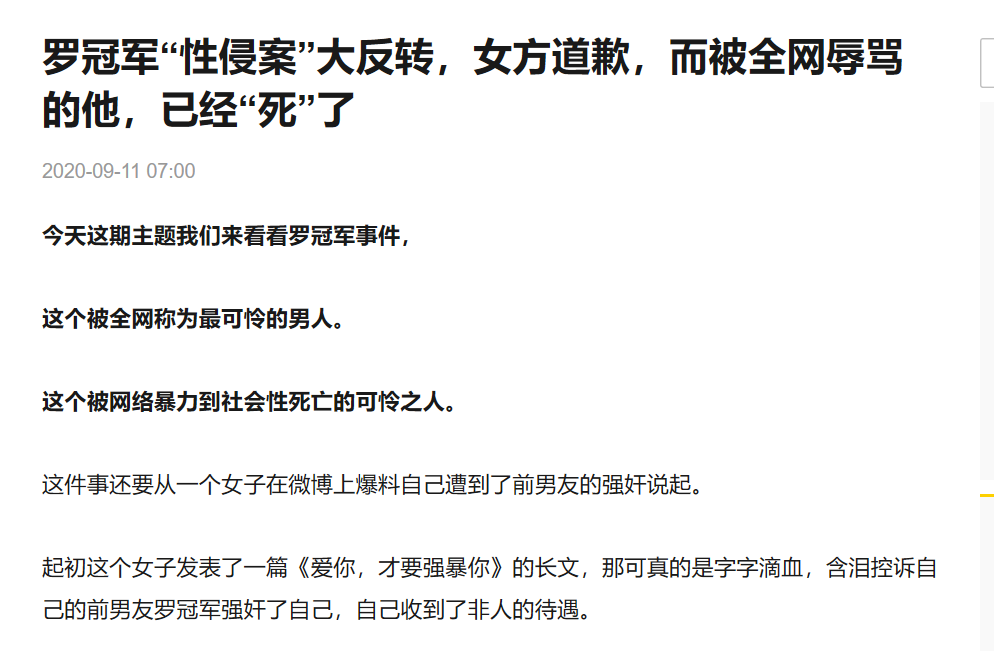 罗冠军“性侵案”大反转，女方道歉，而被全网辱骂
的他，已经“死”了
2020-09-11 07:00
今天这期主题我们来看看罗冠军事件，
这个被全网称为最可怜的男人。
这个被网络暴力到社会性死亡的可怜之人。
这件事还要从一个女子在微博上爆料自己遭到了前男友的强奸说起。
起初这个女子发表了一篇《爱你，才要强暴你》的长文，那可真的是字字滴血，含泪控诉自
己的前男友罗冠军强奸了自己，自己收到了非人的待遇。